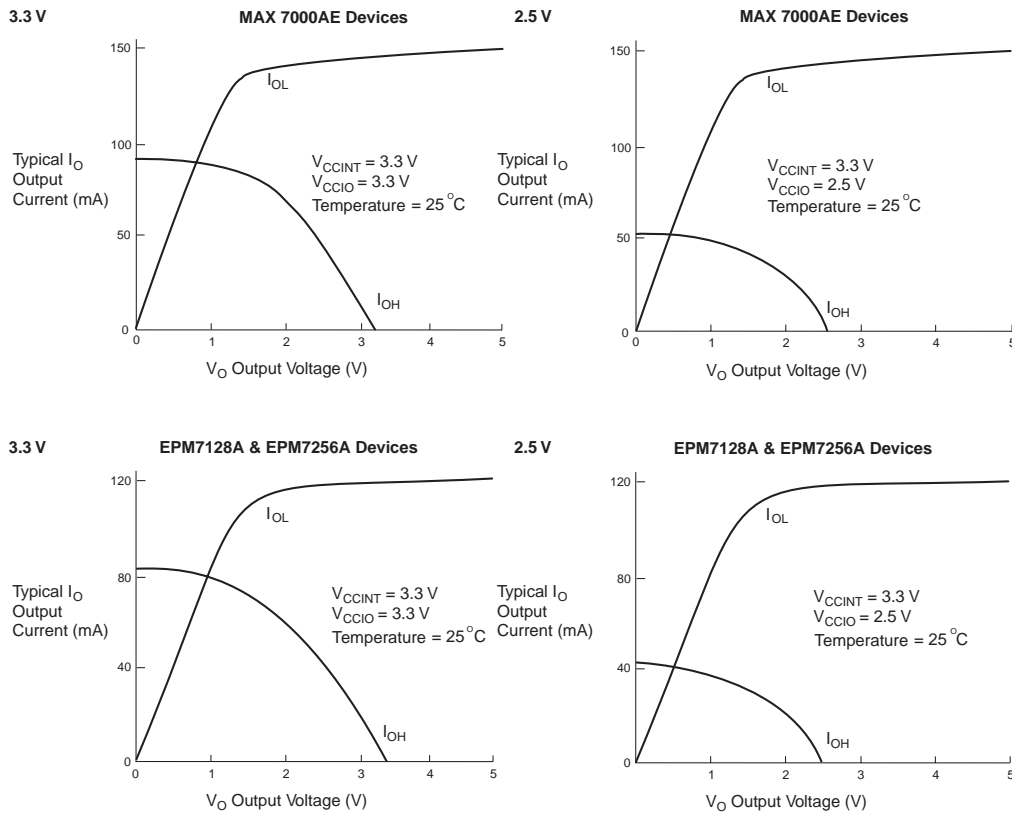 3.3 V
MAX 7000AE Devices
150
100
50
0
Typical IO
Output
Current (mA)
IOL
VCCINT = 3.3 V
VCCIO = 3.3 V
Temperature = 25 °C
IOH
0 1 2 3 4 5
VO Output Voltage (V)
2.5 V
MAX 7000AE Devices
150
100
50
0
Typical IO
Output
Current (mA)
IOL
VCCINT = 3.3 V
VCCIO = 2.5 V
Temperature = 25 °C
IOH
1 2 3 4 5
VO Output Voltage (V)
3.3 V
EPM7128A & EPM7256A Devices
120
80
40
0
Typical IO
Output
Current (mA)
IOL
VCCINT = 3.3 V
VCCIO = 3.3 V
Temperature = 25 °C
IOH
0 1 2 3 4 5
VO Output Voltage (V)
2.5 V
EPM7128A & EPM7256A Devices
120
80
40
0
Typical IO
Output
Current (mA)
IOL
VCCINT = 3.3 V
VCCIO = 2.5 V
Temperature = 25 °C
IOH
1 2 3 4 5
VO Output Voltage (V)